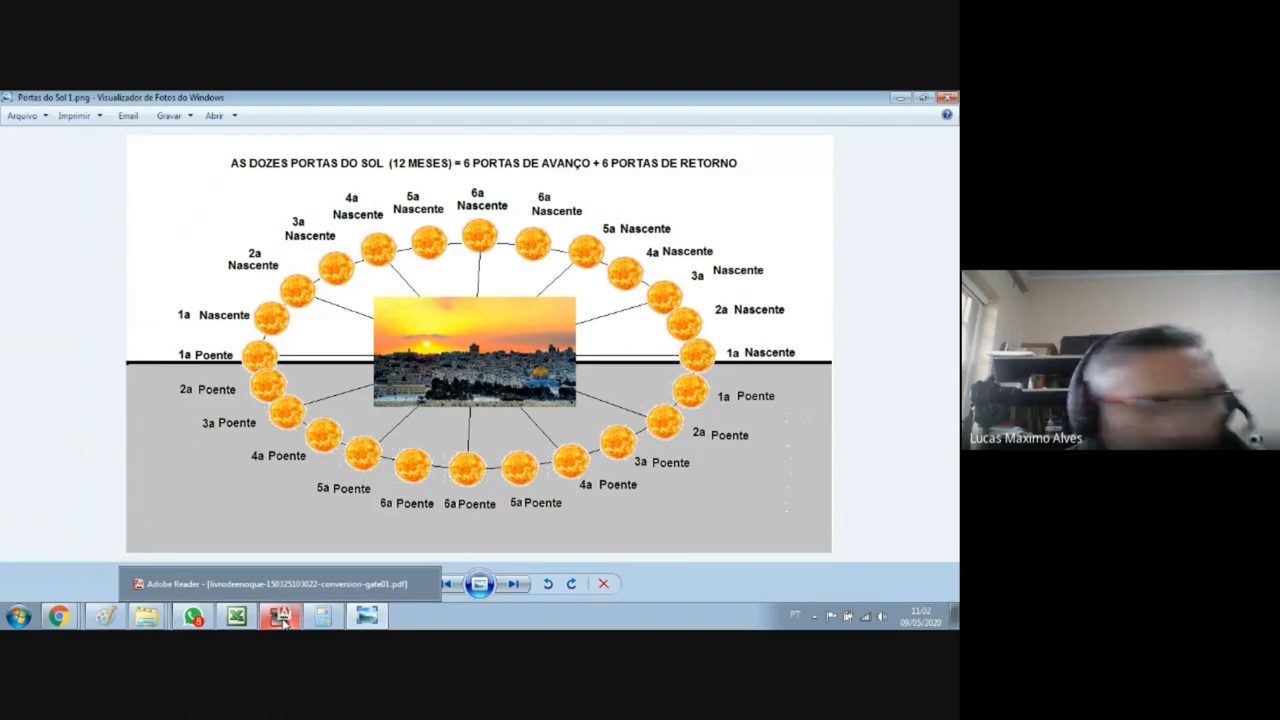 Portas do Sol 1.png - Visualizador de Fotos do Windows
Arquivo Imprimir Email Gravar Abrir
AS DOZES PORTAS DO SOL (12 MESES) = 6 PORTAS DE AVANÇO + 6 PORTAS DE RETORNO
6a
Nascente
6a
Nascente
5a
Nascente
4a
Nascente
3a
Nascente
2a
Nascente
1a Nascente
1a Poente
2a Poente
3a Poente
4a Poente
5a Poente
6a Poente
6a Poente
5a Poente
4a Poente
3a Poente
2a Poente
1a Poente
1a Nascente
2a Nascente
3a Nascente
4a Nascente
5a Nascente
Lucas Maximo Alves
Adobe Reader - [livrodeenoque-150325103022-conversion-gate01.pdf]
8
PT
11:02
09/05/2020